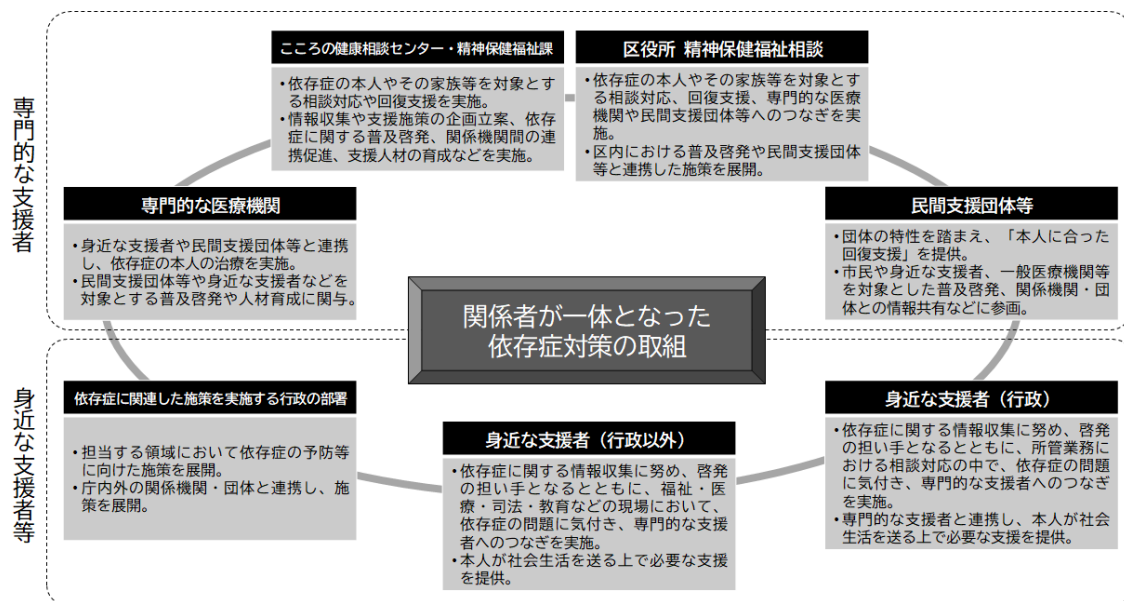 専門的な支援者
こころの健康相談センター・精神保健福祉課
・依存症の本人やその家族等を対象とす
る相談対応や回復支援を実施。
・情報収集や支援施策の企画立案、依存
症に関する普及啓発、関係機関間の連
携促進、支援人材の育成などを実施。
区役所 精神保健福祉相談
・依存症の本人やその家族等を対象とす
る相談対応、回復支援、専門的な医療
機関や民間支援団体等へのつなぎを実
施。
・区内における普及啓発や民間支援団体
等と連携した施策を展開。
専門的な医療機関
・身近な支援者や民間支援団体等と連携
し、依存症の本人の治療を実施。
・民間支援団体等や身近な支援者などを
対象とする普及啓発や人材育成に関与。
民間支援団体等
・団体の特性を踏まえ、「本人に合った
回復支援」を提供。
・市民や身近な支援者、一般医療機関等
を対象とした普及啓発、関係機関・団
体との情報共有などに参画。
関係者が一体となった
依存症対策の取組
身近な支援者等
依存症に関連した施策を実施する行政の部署
・担当する領域において依存症の予防等
に向けた施策を展開。
・庁内外の関係機関・団体と連携し、施
策を展開。
身近な支援者（行政以外）
・依存症に関する情報収集に努め、啓発
の担い手となるとともに、福祉・医
療・司法・教育などの現場において、
依存症の問題に気付き、専門的な支援
者へのつなぎを実施。
・本人が社会生活を送る上で必要な支援
を提供。
身近な支援者（行政）
・依存症に関する情報収集に努め、啓発
の担い手となるとともに、所管業務
における相談対応の中で、依存症の問題
に気付き、専門的な支援者へのつなぎ
を実施。
・専門的な支援者と連携し、本人が社会
生活を送る上で必要な支援を提供。